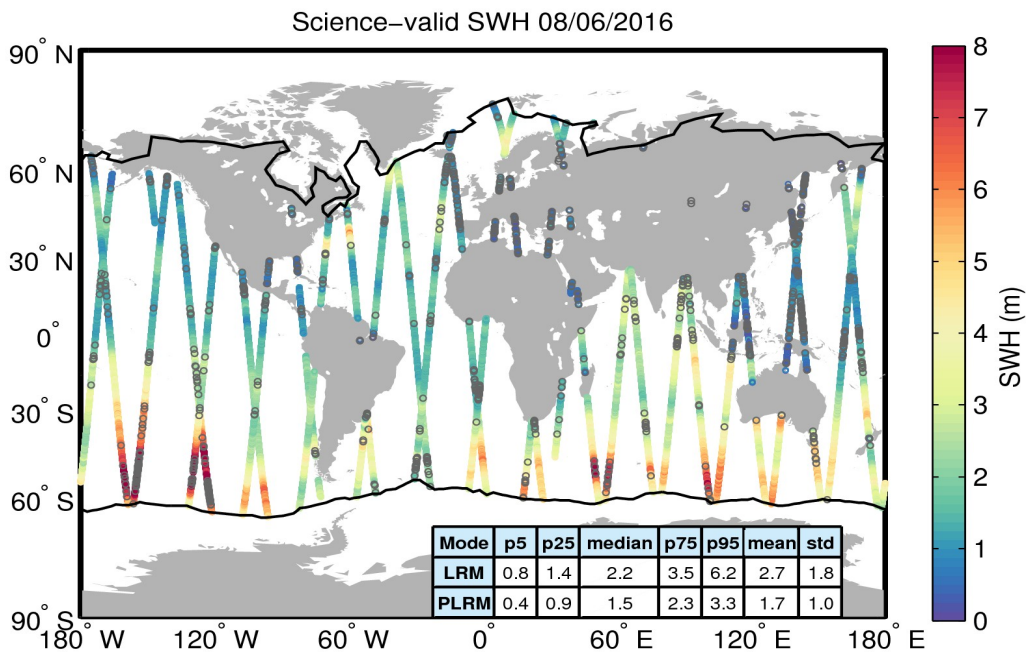 Science−valid SWH 08/06/2016
90° N
60° N
30° N
0°
30° S
60° S
90° S
180° W
120° W
60° W
0°
60° E
120° E
180° E
8
7
6
5
4
3
2
1
0
SWH (m)
Mode p5 p25 median p75 p95 mean std
LRM 0.8 1.4 2.2 3.5 6.2 2.7 1.8
PLRM 0.4 0.9 1.5 2.3 3.3 1.7 1.0